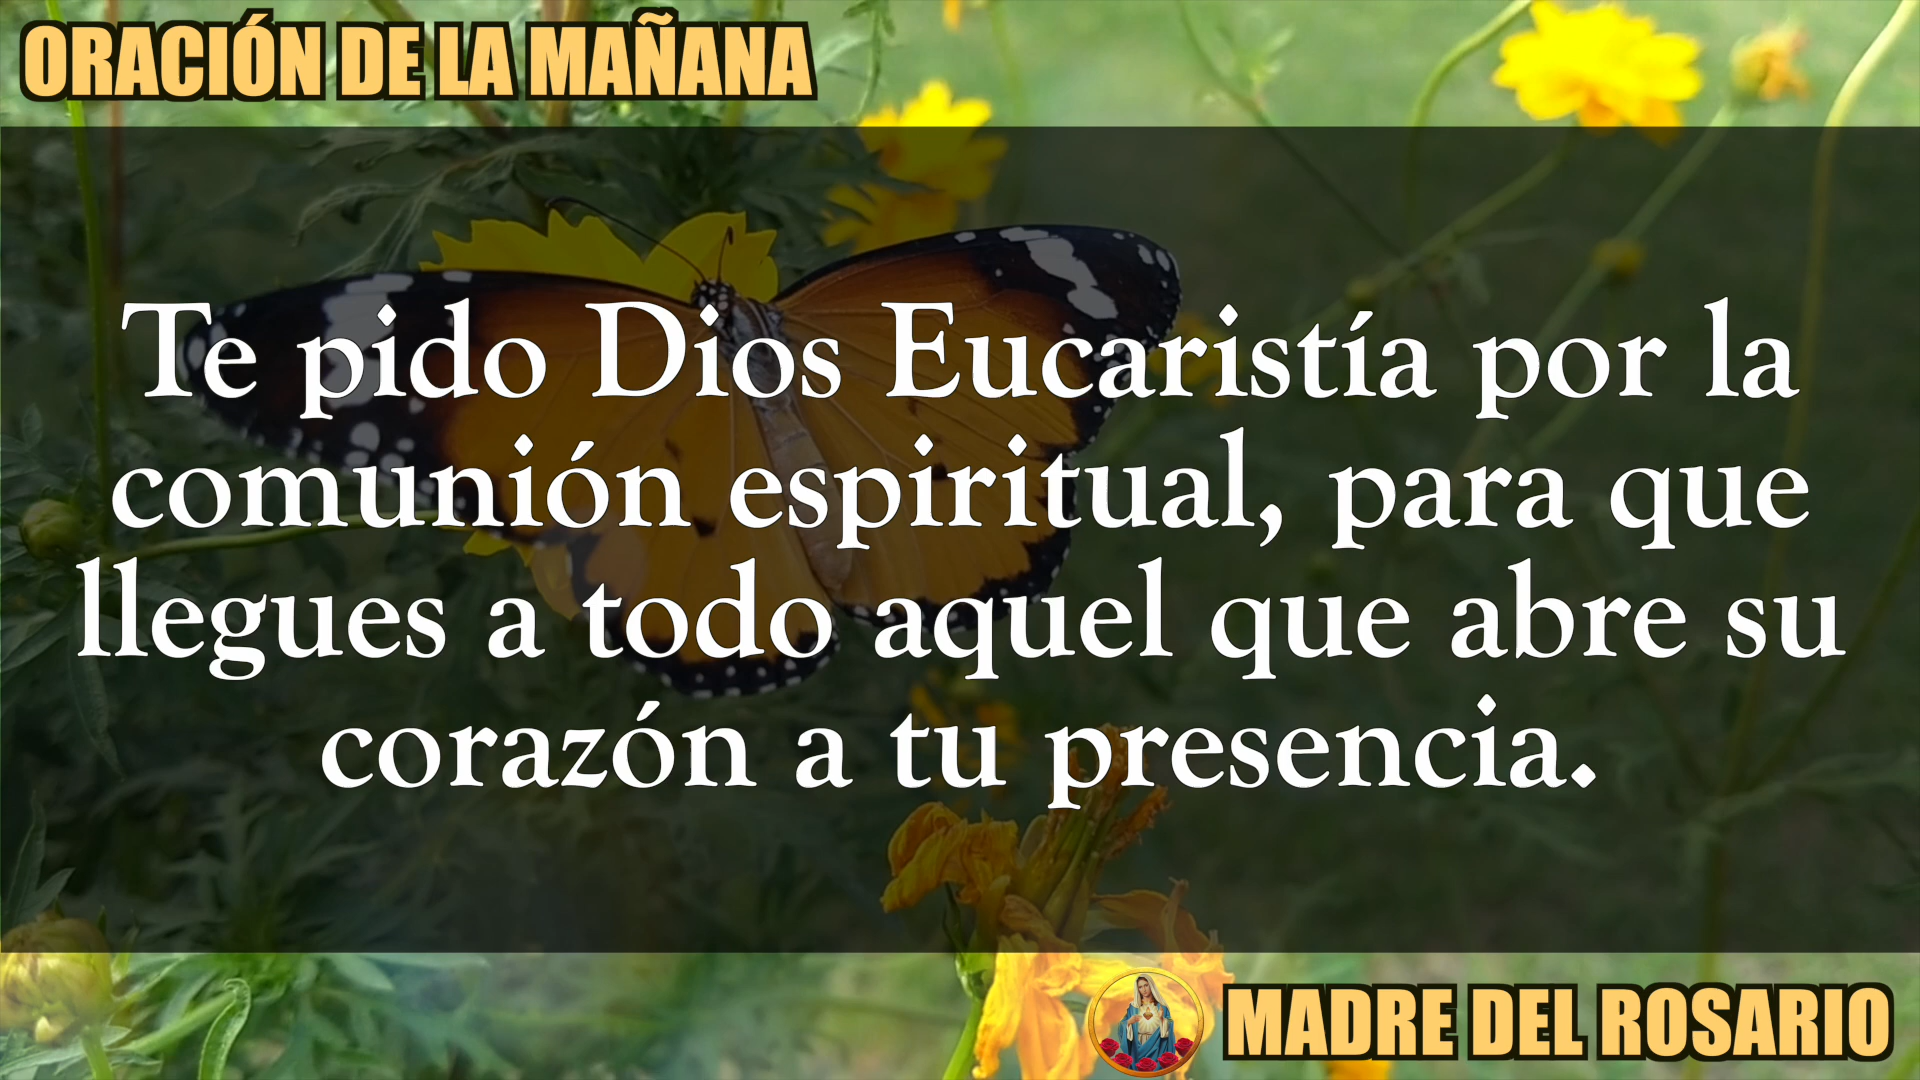 ORACIÓN DE LA MAÑANA
Te pido Dios Eucaristía por la
comunión espiritual, para que
llegues a todo aquel que abre su
corazón a tu presencia.
MADRE DEL ROSARIO